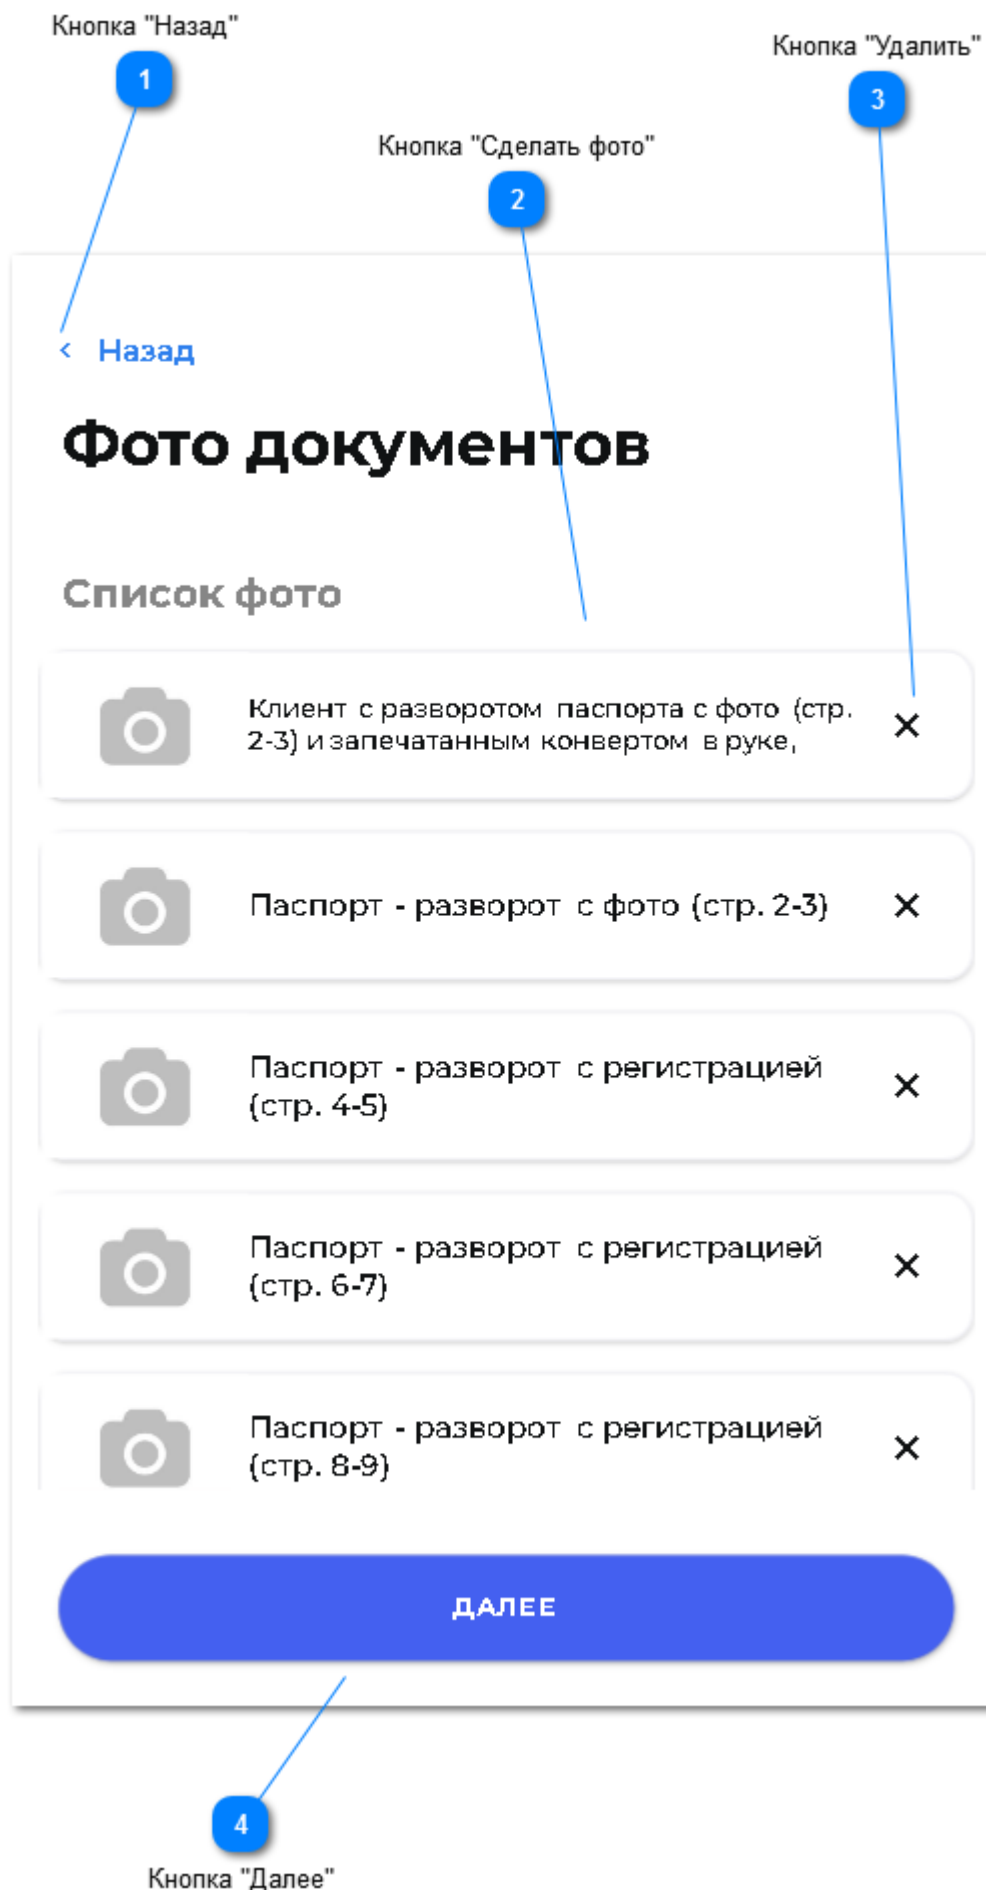 Кнопка "Назад"
1
Кнопка "Удалить"
3
Кнопка "Сделать фото"
2
Назад
Фото документов
Список фото
Клиент с разворотом паспорта с фото (стр.
2-3) и запечатанным конвертом в руке,
Паспорт - разворот с фото (стр. 2-3)
Паспорт - разворот с регистрацией
(стр. 4-5)
Паспорт - разворот с регистрацией
(стр. 6-7)
Паспорт - разворот с регистрацией
(стр. 8-9)
ДАЛЕЕ
4
Кнопка "Далее"